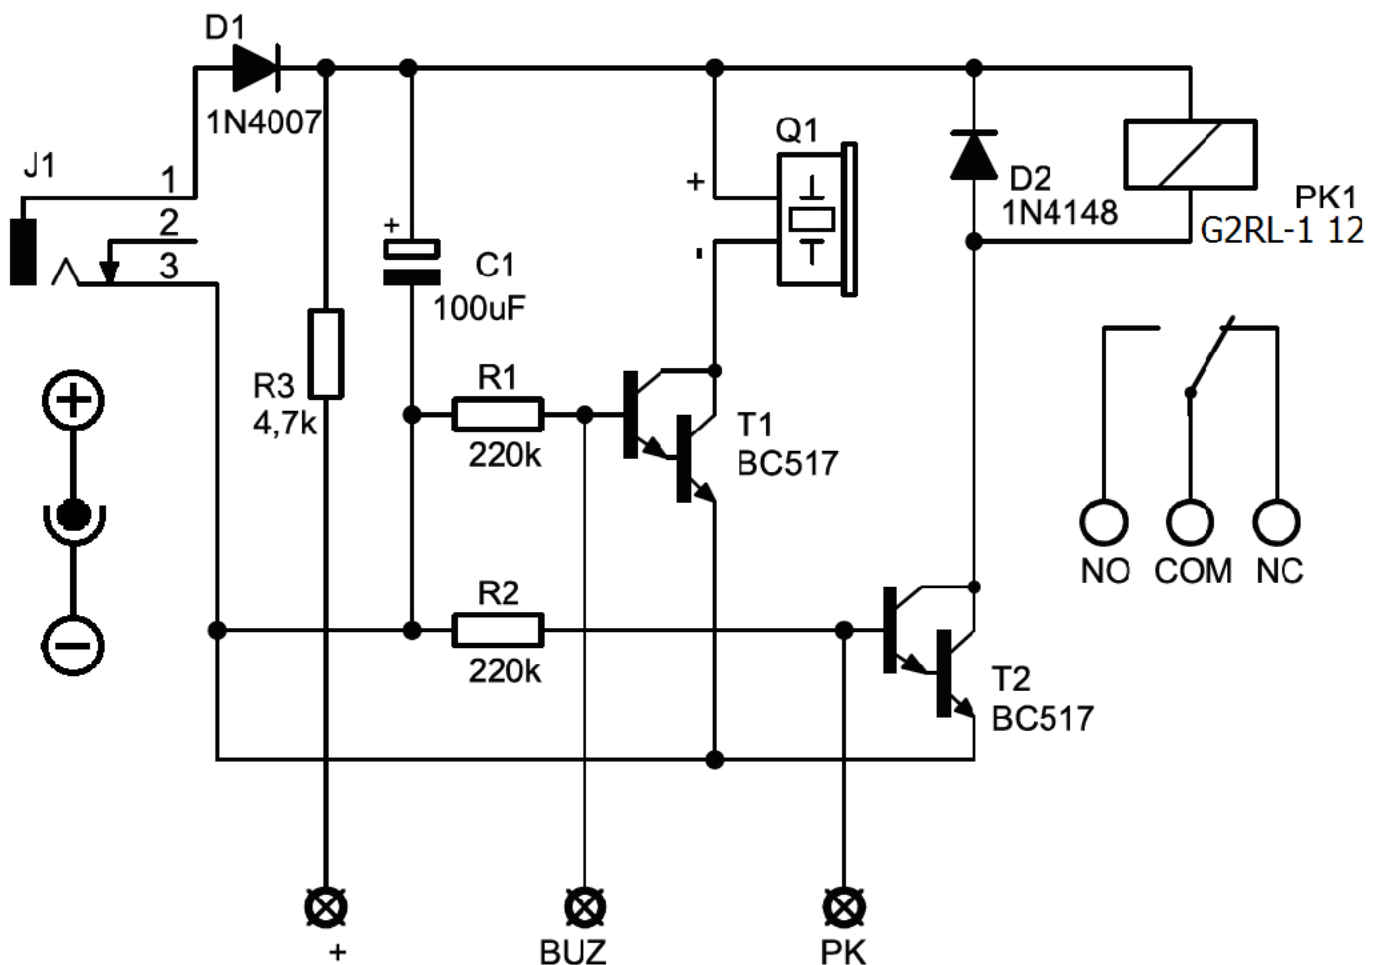 D1
1N4007
J1
1
2
3
Q1
+
-
D2
1N4148
PK1
G2RL-1 12
+
C1
100uF
R3
4,7k
R1
220k
T1
BC517
NO COM NC
R2
220k
T2
BC517
+
BUZ
PK